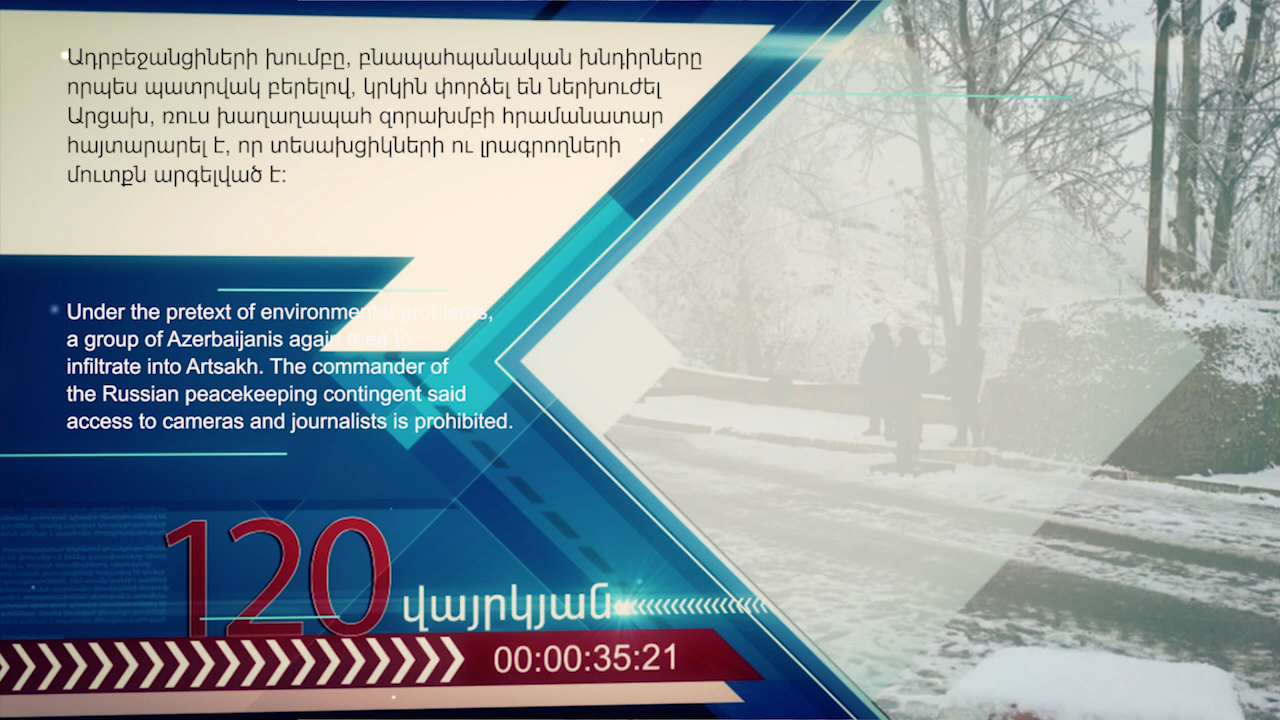 Ադրբեջանցիների խումբը, բնապահպանական խնդիրները
որպես պատրվակ բերելով, կրկին փորձել են ներխուժել
Արցախ, ռուս խաղաղապահ զորախմբի հրամանատար
հայտարարել է, որ տեսախցիկների ու լրագրողների
մուտքն արգելված է:
Under the pretext of environmental problems,
a group of Azerbaijanis again tried to
infiltrate into Artsakh. The commander of
the Russian peacekeeping contingent said
access to cameras and journalists is prohibited.
120
վայրկյան
00:00:35:21